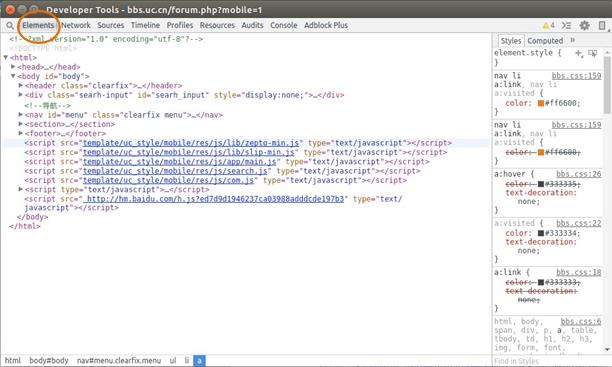 Developer Tools - bbs.uc.cn/forum.php?mobile=1
Elements Network Sources Timeline Profiles Resources Audits Console Adblock Plus
4
<!--?xml version="1.0" encoding="utf-8"?-->
<!DOCTYPE html>
<html>
<head>…</head>
<body id="body">
<header class="clearfix">…</header>
<div class="searh-input" id="searh_input" style="display:none;">…</div>
<!--导航-->
<nav id="menu" class="clearfix menu">…</nav>
<section>…</section>
<footer>…</footer>
<script src="template/uc_style/mobile/res/js/lib/zepto-min.js" type="text/javascript"></script>
<script src="template/uc_style/mobile/res/js/lib/slip-min.js" type="text/javascript"></script>
<script src="template/uc_style/mobile/res/js/app/main.js" type="text/javascript"></script>
<script src="template/uc_style/mobile/res/js/search.js" type="text/javascript"></script>
<script src="template/uc_style/mobile/res/js/com.js" type="text/javascript"></script>
<script type="text/javascript">…</script>
<script src=" http://hm.baidu.com/h.js?ed7d9d1946237ca03988adddcde197b3" type="text/
javascript"></script>
</body>
</html>
html body#body nav#menu.clearfix.menu ul li a
Styles Computed »
element.style {
}
nav li bbs.uc.css:159
a:link, nav li
a:visited {
color: #ff6600;
}
nav li bbs.uc.css:159
a:link, nav li
a:visited {
color: #ff6600;
}
a:hover bbs.uc.css:26
color: #333335;
text-decoration:
none;
}
a:visited bbs.uc.css:22
color: #333334;
text-decoration:
none;
}
a:link bbs.uc.css:18
color: #333333;
text-decoration:
none;
}
html, body, bbs.uc.css:6
span, div, p, a, table,
tbody, td, h1, h2, h3,
img, form, font,
Find in Styles